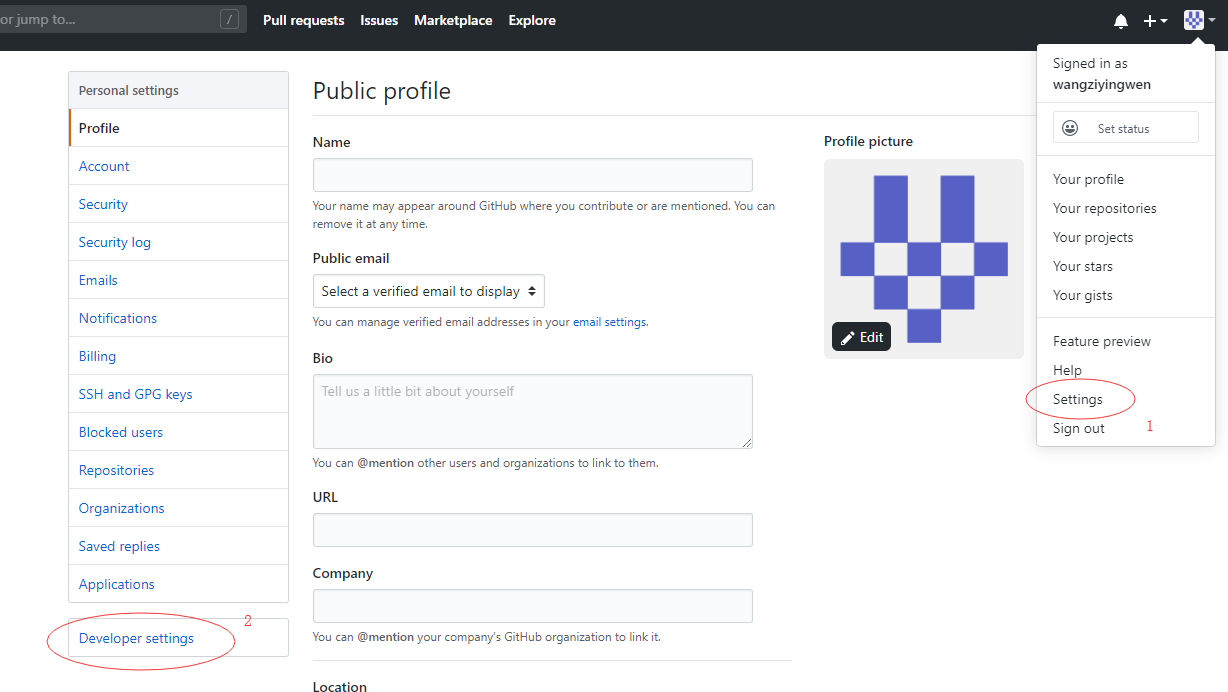 or jump to...
/
Pull requests
Issues
Marketplace
Explore
Signed in as
wangziyingwen
Set status
Your profile
Your repositories
Your projects
Your stars
Your gists
Feature preview
Help
Settings
Sign out
1
Personal settings
Profile
Account
Security
Security log
Emails
Notifications
Billing
SSH and GPG keys
Blocked users
Repositories
Organizations
Saved replies
Applications
2
Developer settings
Public profile
Name
Your name may appear around GitHub where you contribute or are mentioned. You can
remove it at any time.
Public email
Select a verified email to display
You can manage verified email addresses in your email settings.
Bio
Tell us a little bit about yourself
You can @mention other users and organizations to link to them.
URL
Company
You can @mention your company's GitHub organization to link it.
Location
Profile picture
Edit